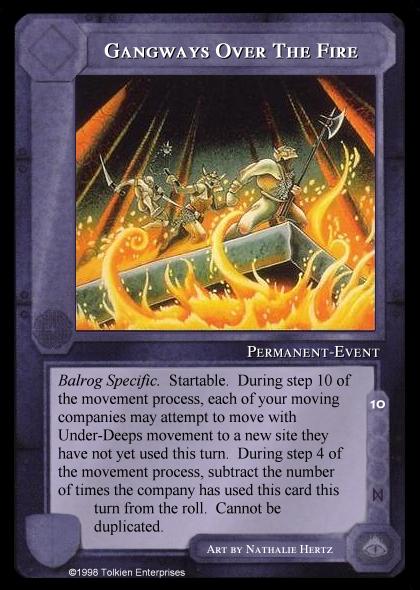 Gangways Over The Fire
Permanent-Event
Balrog Specific. Startable. During step 10 of
the movement process, each of your moving
companies may attempt to move with
Under-Deeps movement to a new site they
have not yet used this turn. During step 4 of
the movement process, subtract the number
of times the company has used this card this
turn from the roll. Cannot be
duplicated.
10
Art by Nathalie Hertz
©1998 Tolkien Enterprises